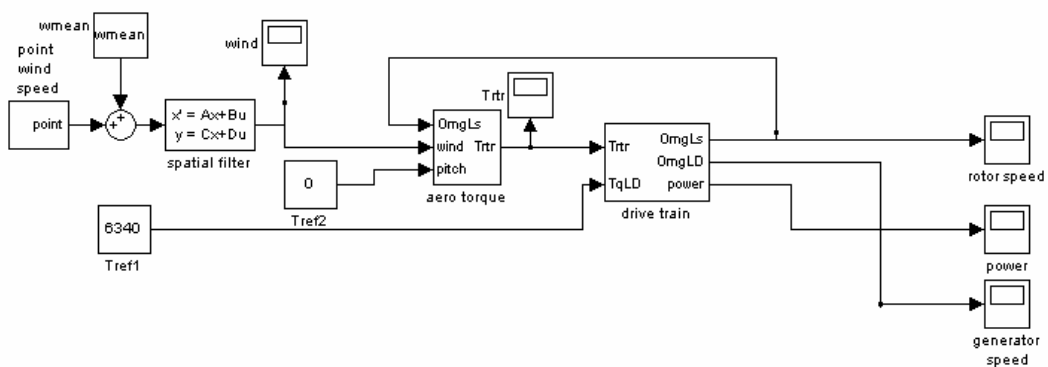 wmean
wmean
point
wind
speed
point
+
+
x' = Ax+Bu
y = Cx+Du
spatial filter
wind
0
Tref2
6340
Tref1
OmgLs
wind
Trtr
pitch
aero torque
Trtr
Trtr
TqLD
OmgLs
OmgLD
power
drive train
rotor speed
power
generator
speed